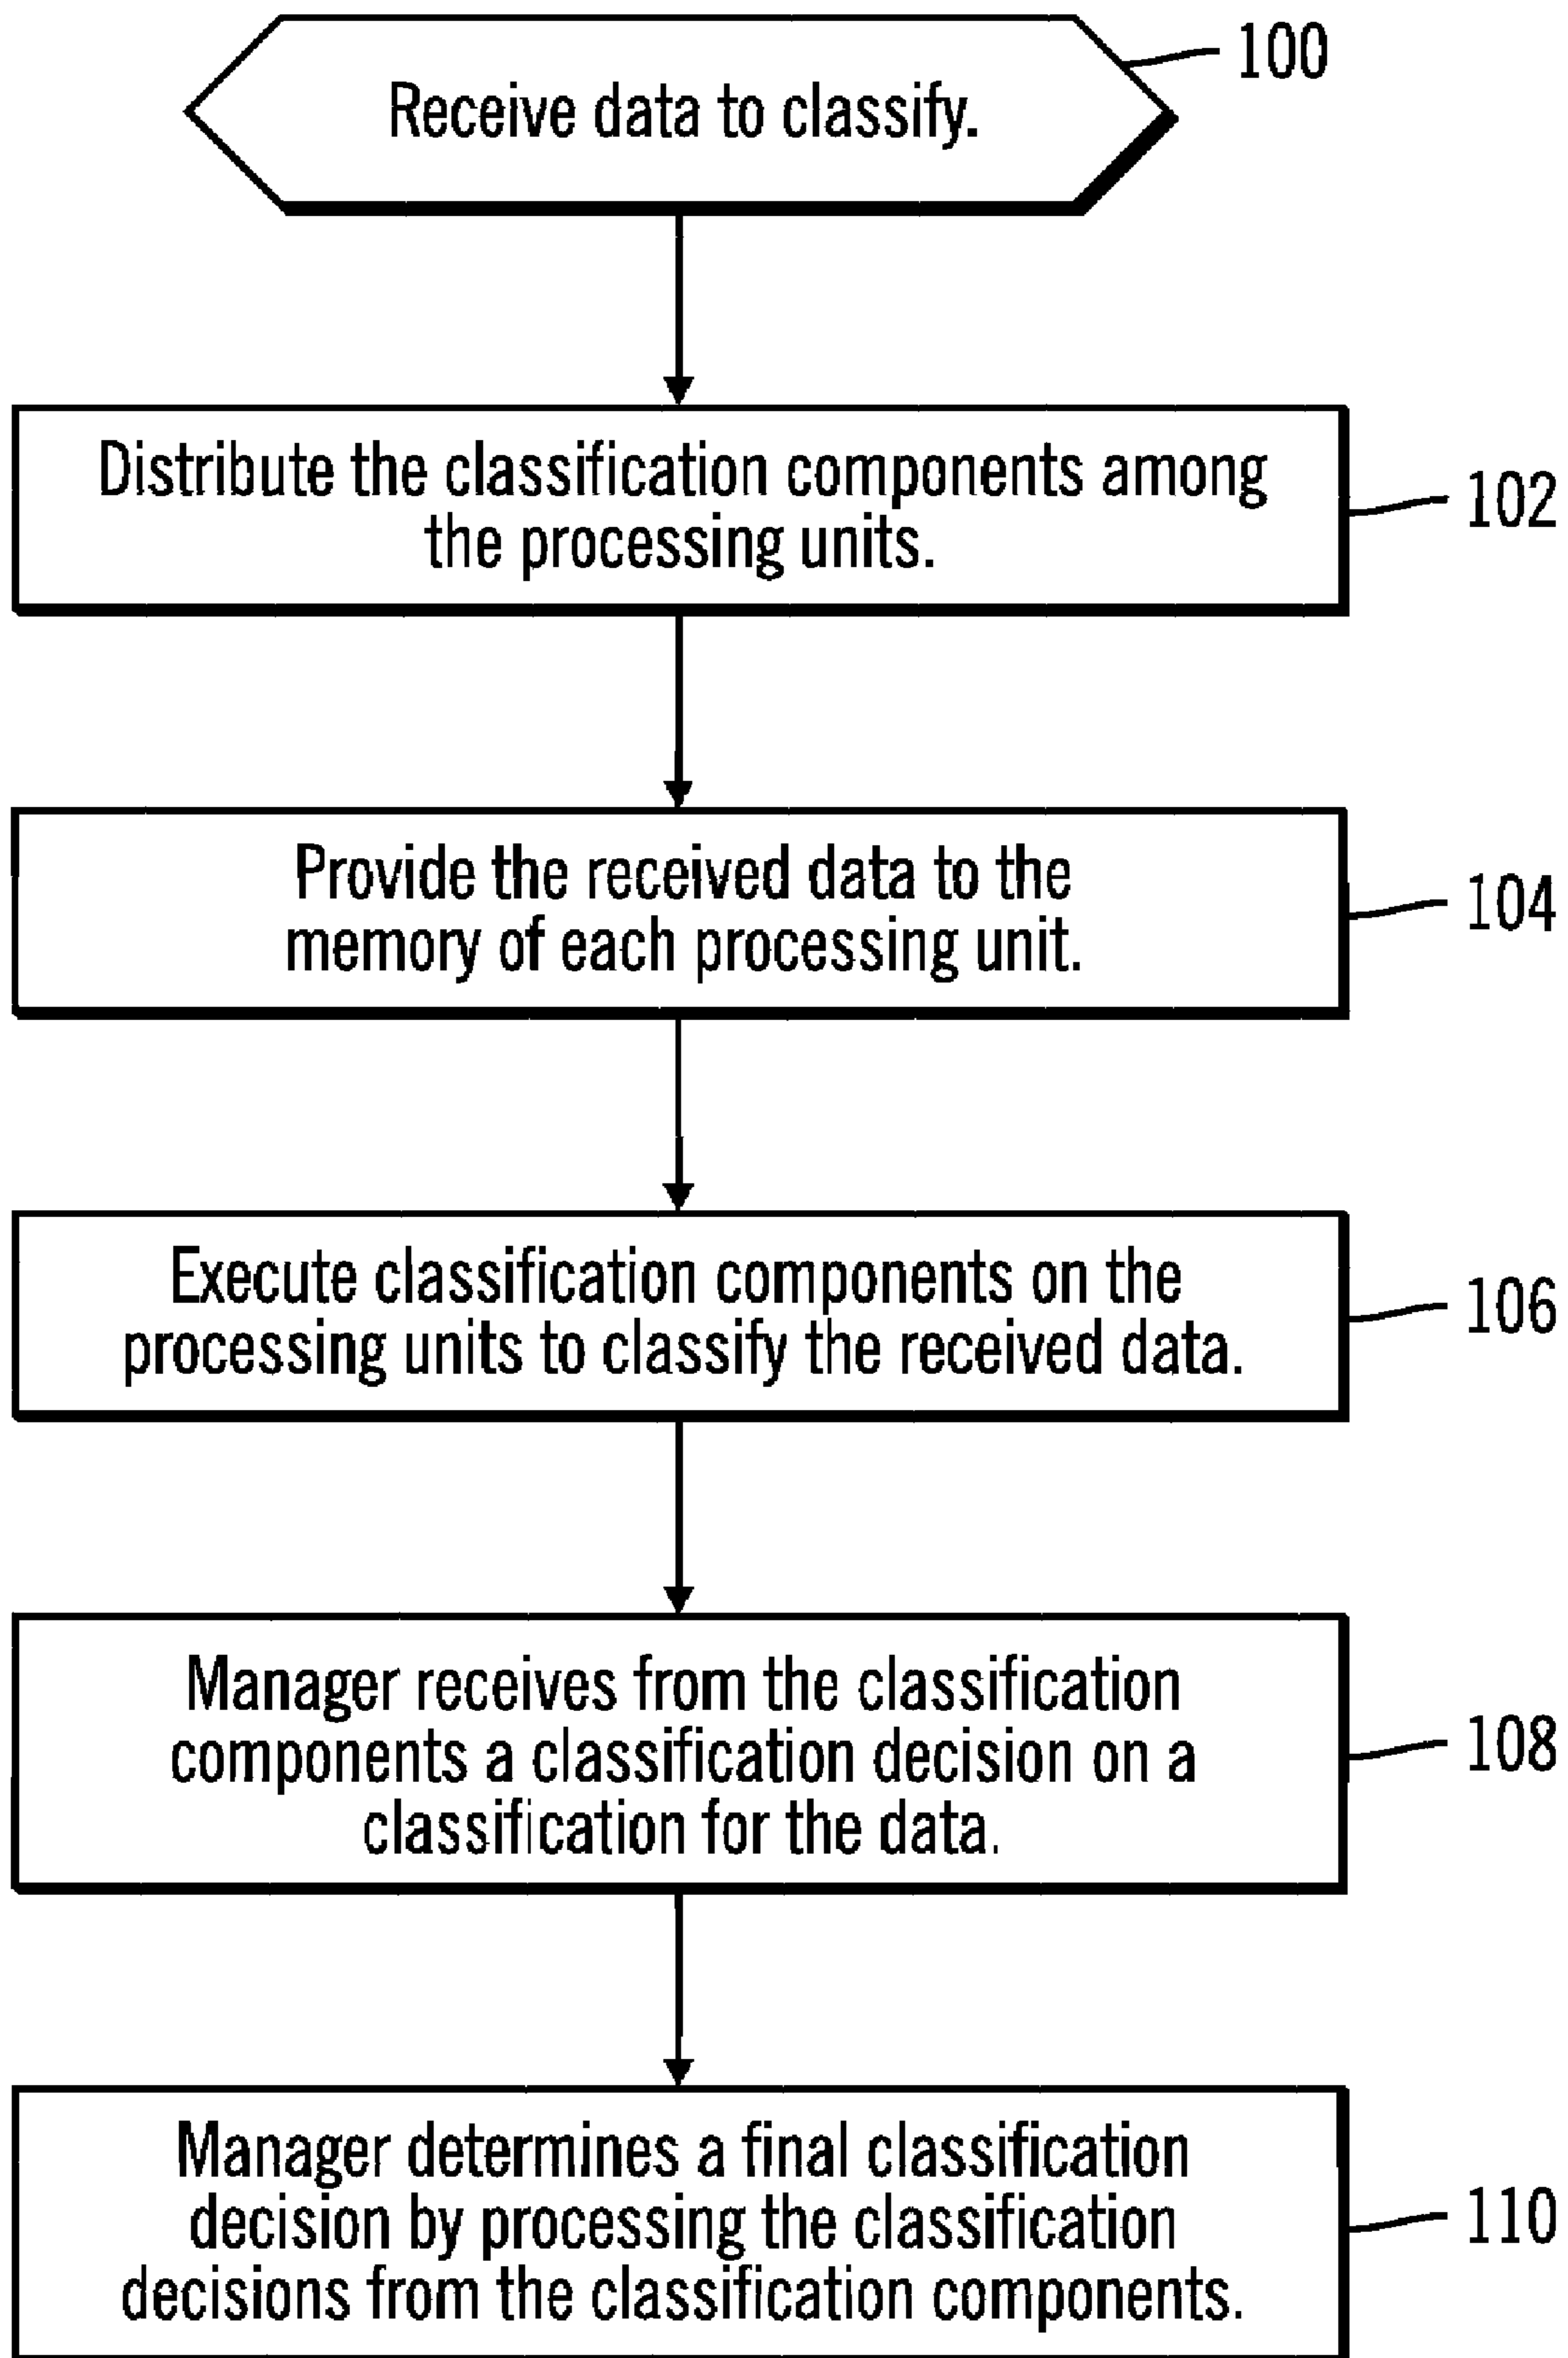 Receive data to classify.
100
Distribute the classification components among
the processing units.
102
Provide the received data to the
memory of each processing unit.
104
Execute classification components on the
processing units to classify the received data.
106
Manager receives from the classification
components a classification decision on a
classification for the data.
108
Manager determines a final classification
decision by processing the classification
decisions from the classification components.
110